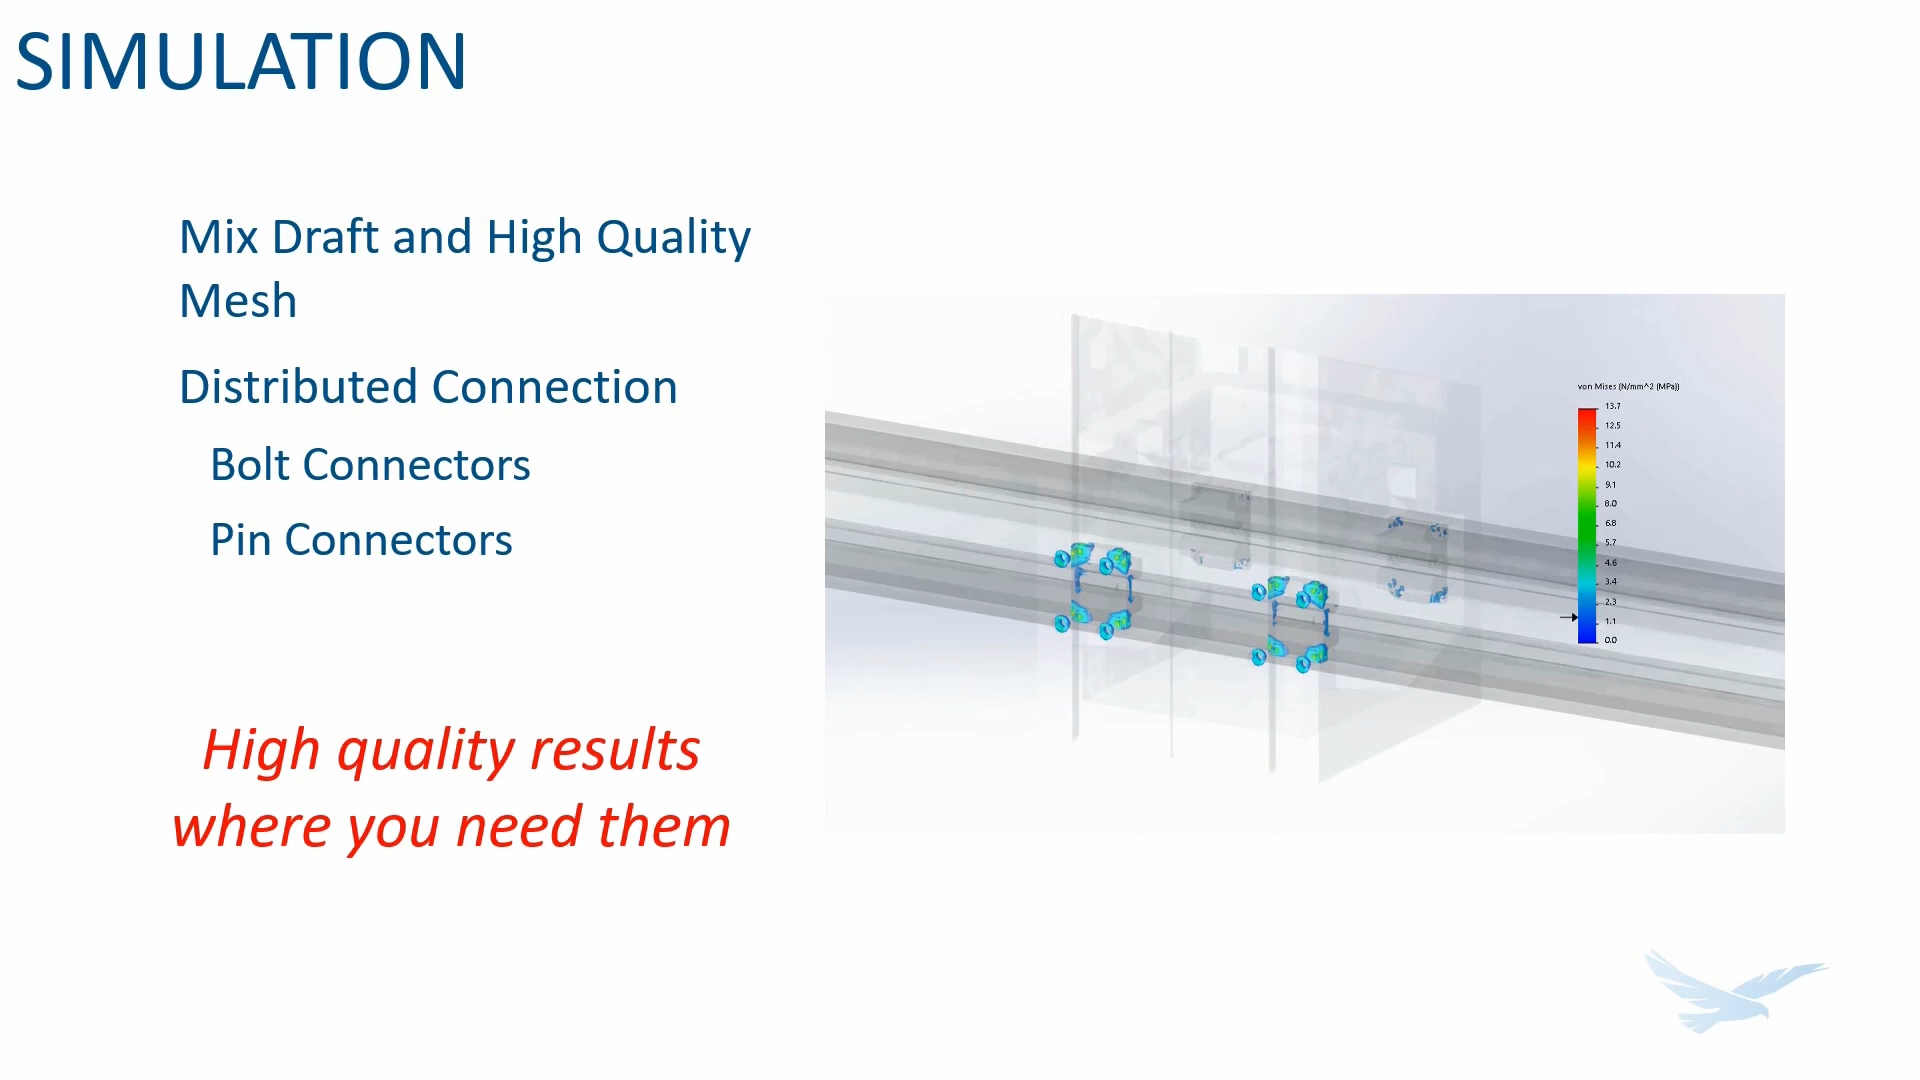 SIMULATION
Mix Draft and High Quality
Mesh
Distributed Connection
Bolt Connectors
Pin Connectors
High quality results
where you need them
von Mises (N/mm^2 (MPa))
13.7
12.5
11.4
10.2
9.1
8.0
6.8
5.7
4.6
3.4
2.3
1.1
0.0